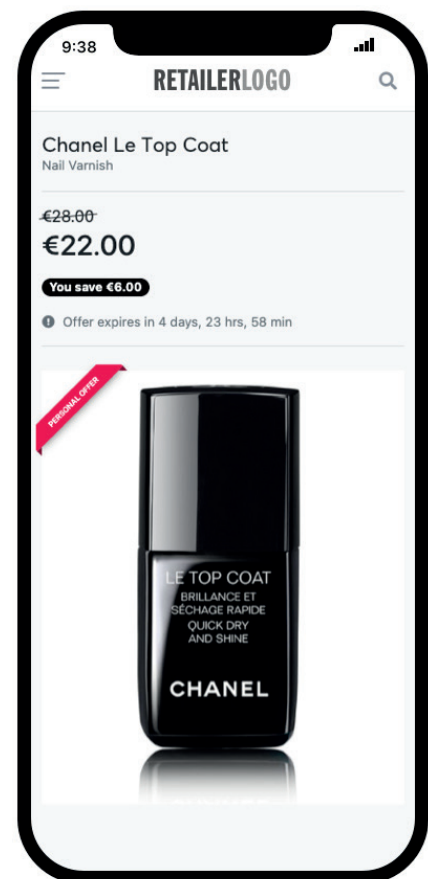 9:38
RETAILERLOGO
Chanel Le Top Coat
Nail Varnish
€28.00
€22.00
You save €6.00
Offer expires in 4 days, 23 hrs, 58 min
PERSONAL OFFER
LE TOP COAT
BRILLANCE ET
SÉCHAGE RAPIDE
QUICK DRY
AND SHINE
CHANEL